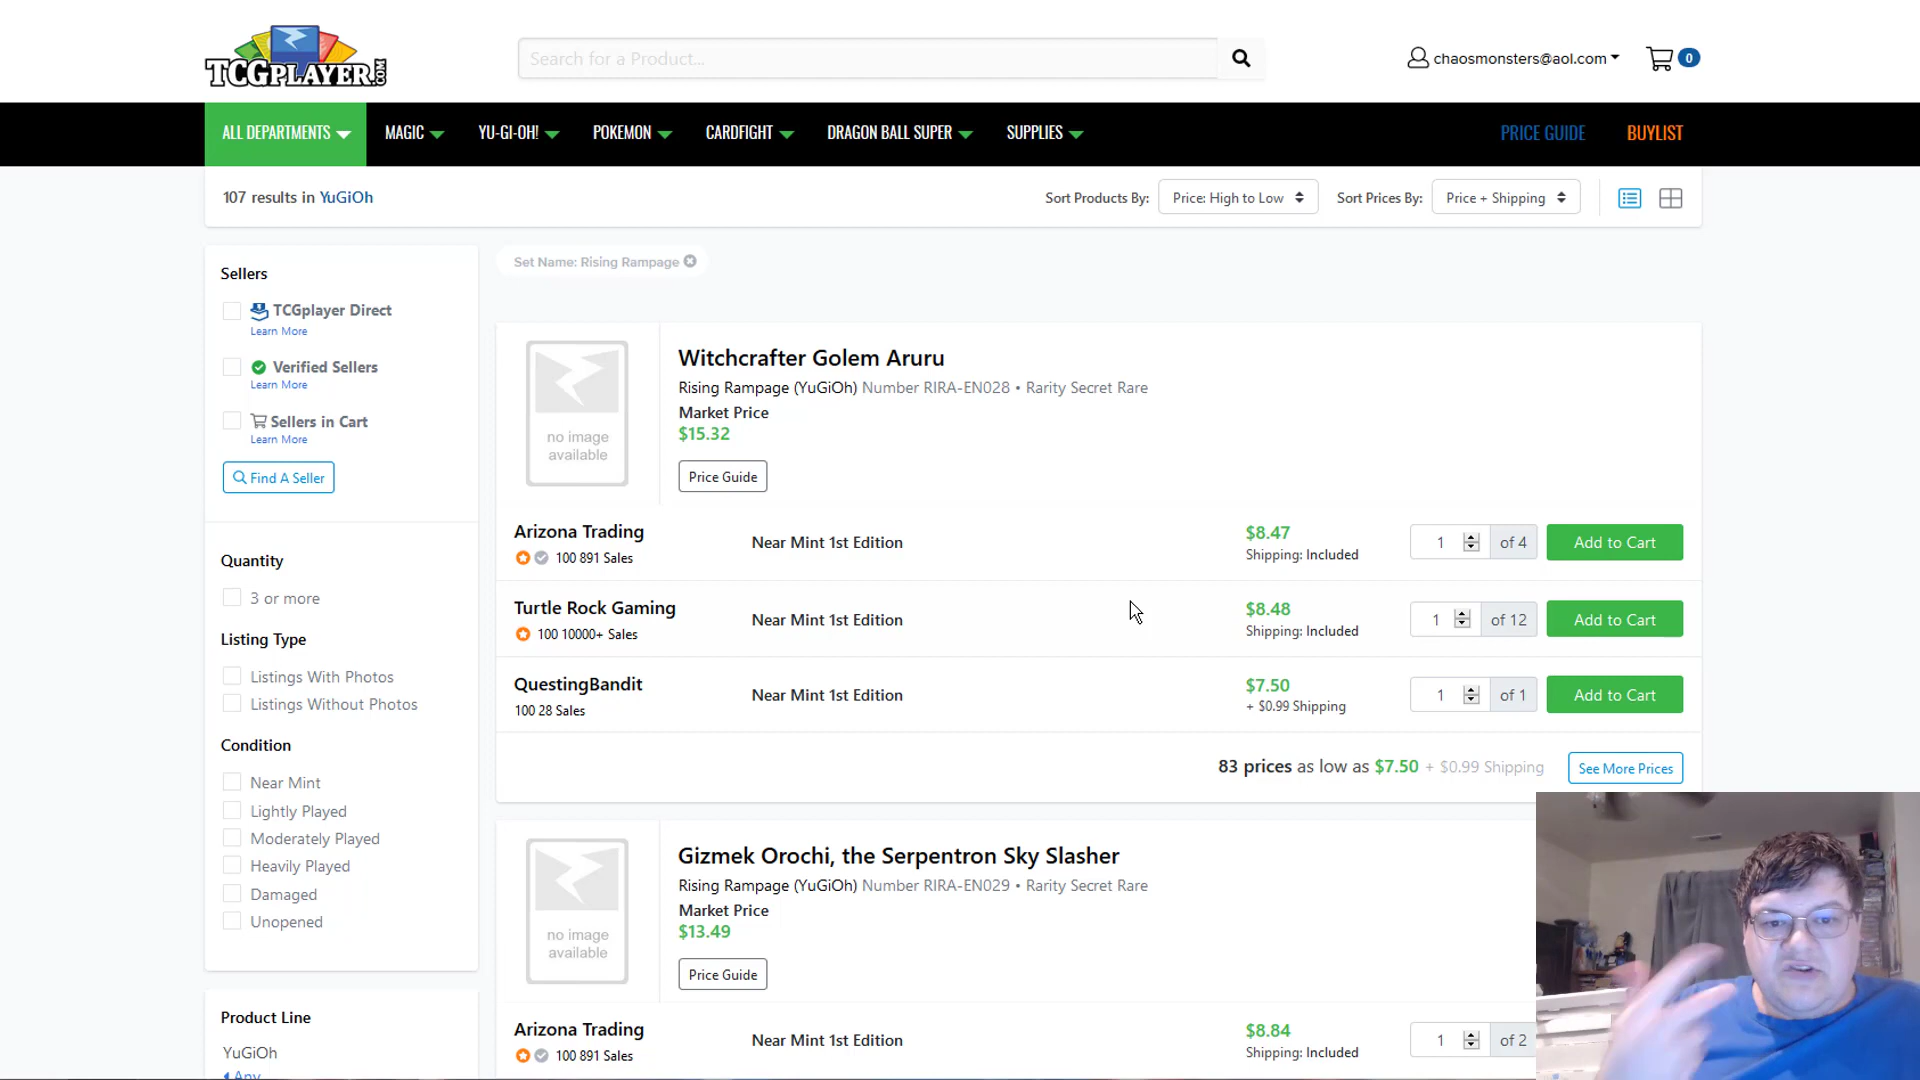 TCGPLAYER.COM
Search for a Product...
chaosmonsters@aol.com
0
ALL DEPARTMENTS
MAGIC
YU-GI-OH!
POKEMON
CARDFIGHT
DRAGON BALL SUPER
SUPPLIES
PRICE GUIDE
BUYLIST
107 results in YuGiOh
Sort Products By:
Price: High to Low
Sort Prices By:
Price + Shipping
Sellers
TCGplayer Direct
Learn More
Verified Sellers
Learn More
Sellers in Cart
Learn More
Find A Seller
Quantity
3 or more
Listing Type
Listings With Photos
Listings Without Photos
Condition
Near Mint
Lightly Played
Moderately Played
Heavily Played
Damaged
Unopened
Product Line
YuGiOh
Any
Set Name: Rising Rampage
no image
available
Witchcrafter Golem Aruru
Rising Rampage (YuGiOh) Number RIRA-EN028 • Rarity Secret Rare
Market Price
$15.32
Price Guide
Arizona Trading
100 891 Sales
Near Mint 1st Edition
$8.47
Shipping: Included
1
of 4
Add to Cart
Turtle Rock Gaming
100 10000+ Sales
Near Mint 1st Edition
$8.48
Shipping: Included
1
of 12
Add to Cart
QuestingBandit
100 28 Sales
Near Mint 1st Edition
$7.50
+ $0.99 Shipping
1
of 1
Add to Cart
83 prices as low as $7.50 + $0.99 Shipping
See More Prices
no image
available
Gizmek Orochi, the Serpentron Sky Slasher
Rising Rampage (YuGiOh) Number RIRA-EN029 • Rarity Secret Rare
Market Price
$13.49
Price Guide
Arizona Trading
100 891 Sales
Near Mint 1st Edition
$8.84
Shipping: Included
1
of 2